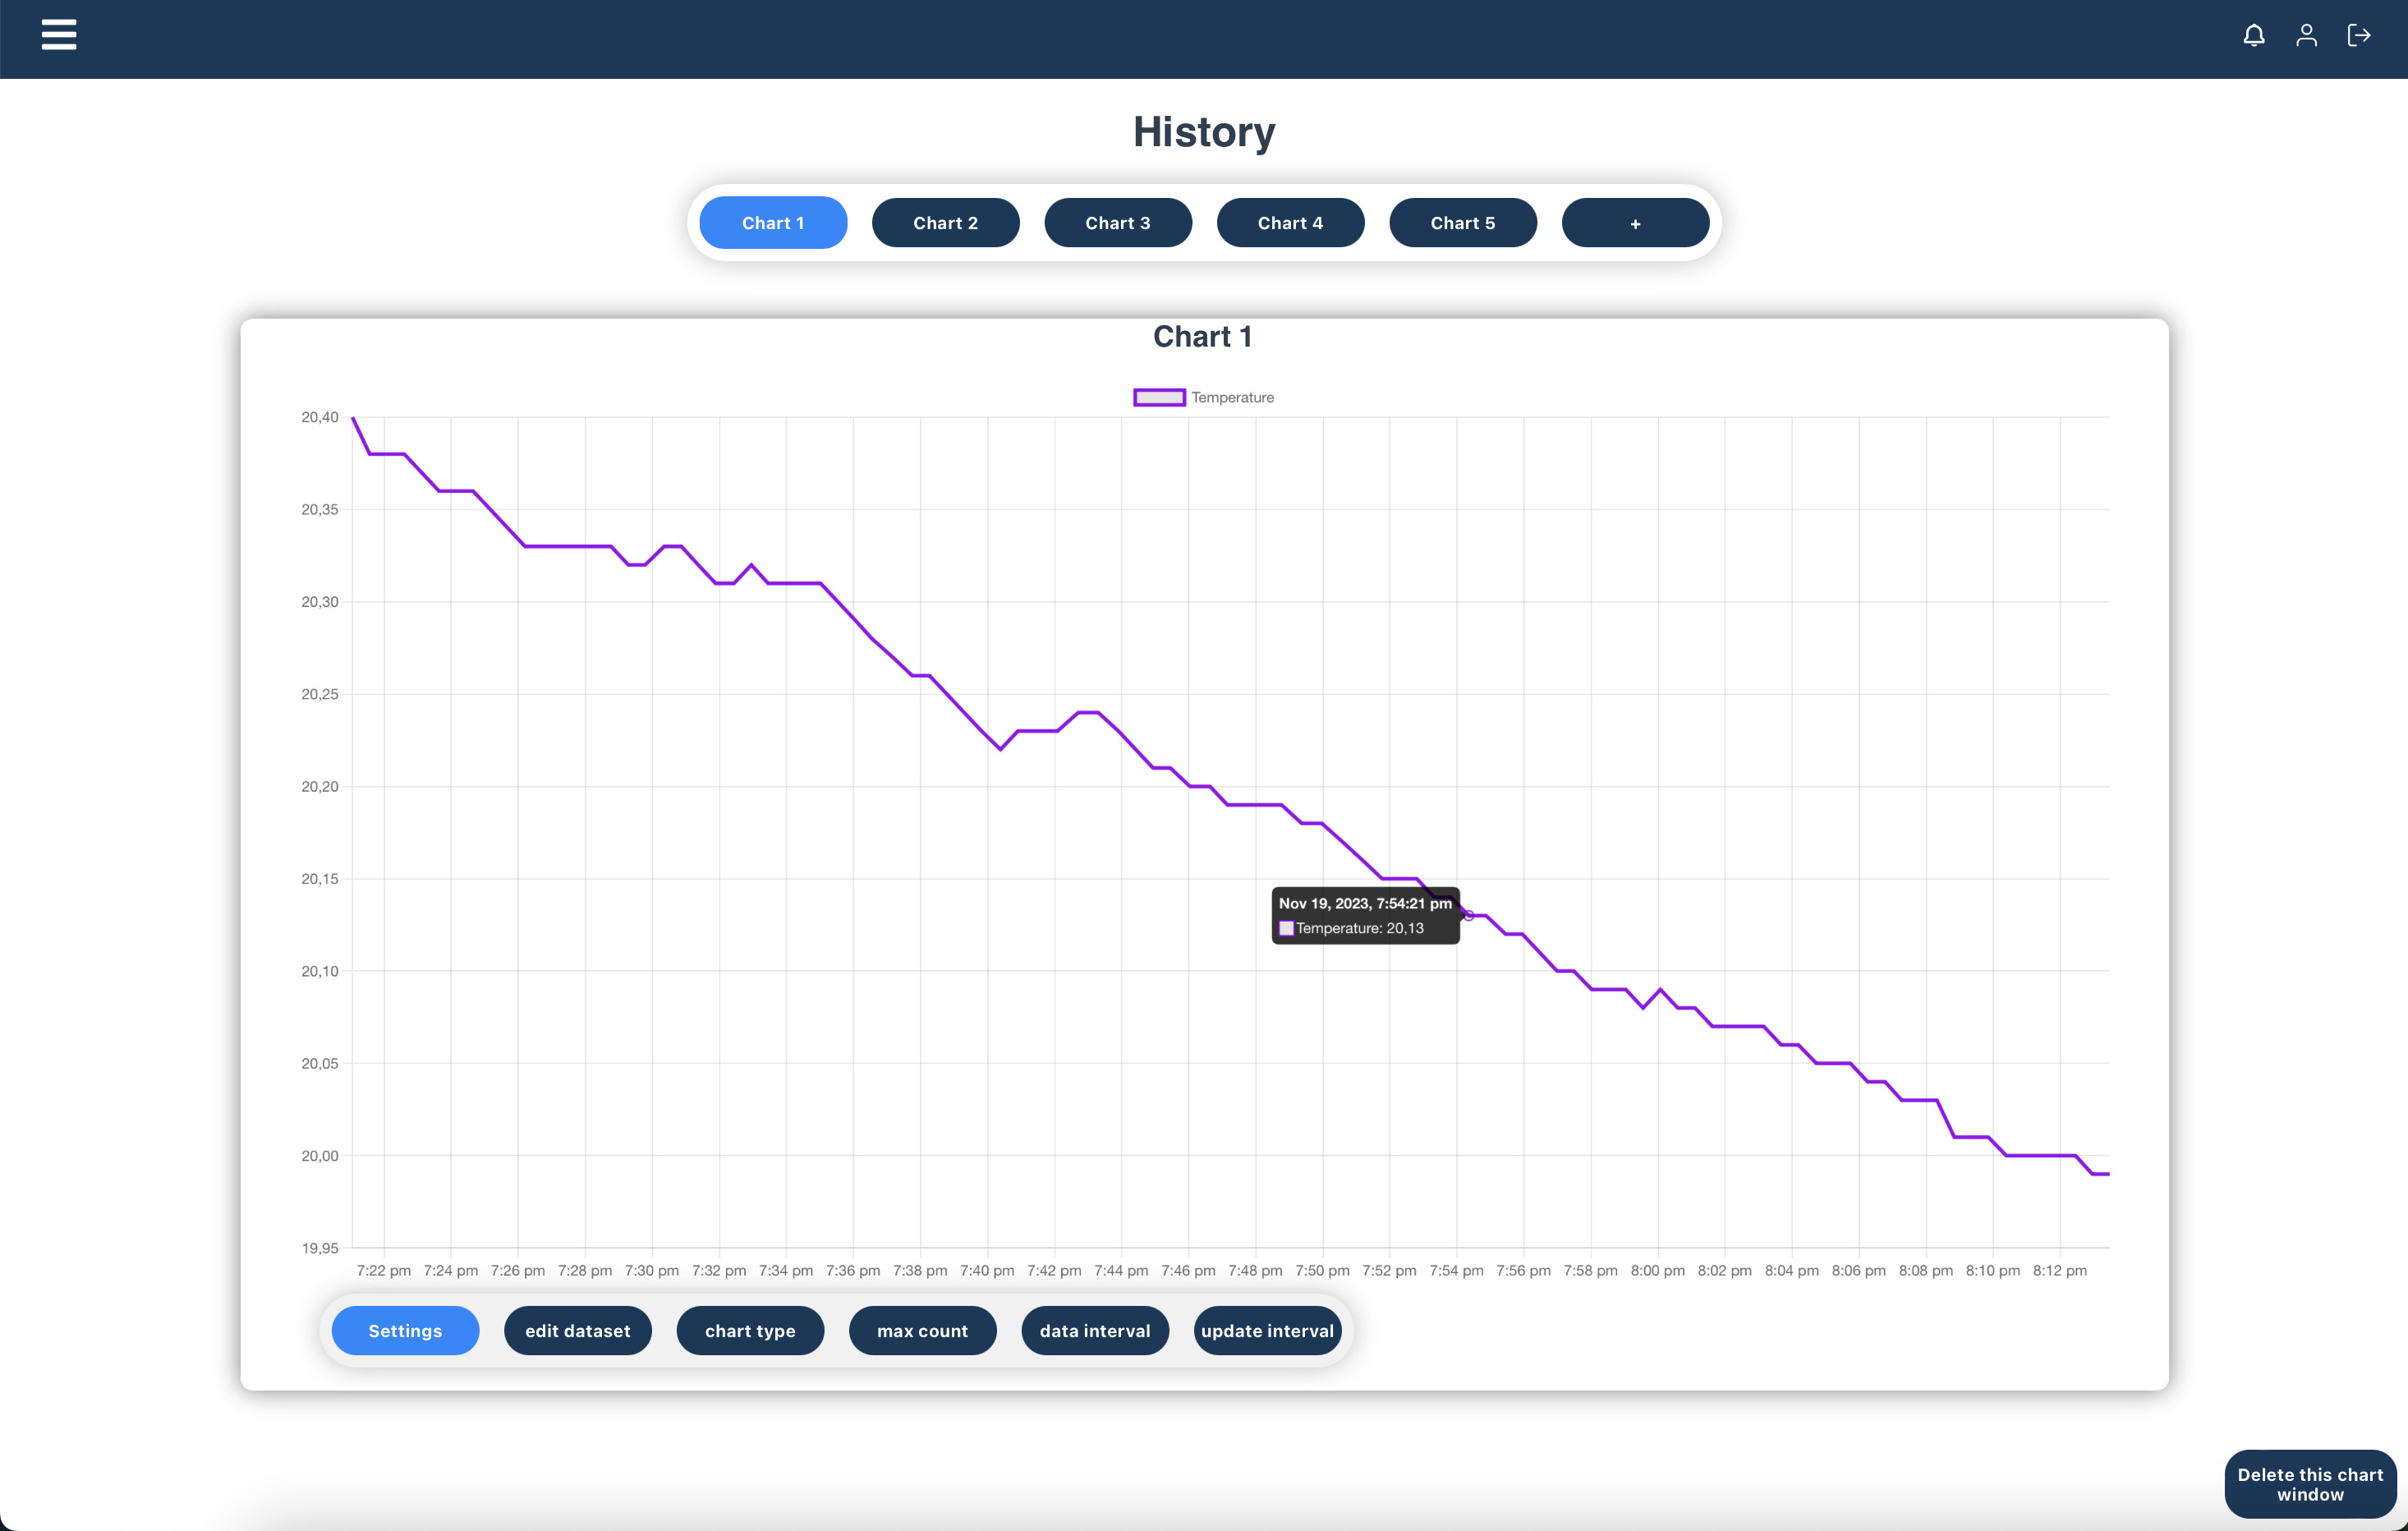 History
Chart 1 Chart 2 Chart 3 Chart 4 Chart 5 +
Chart 1
Temperature
20,40
20,35
20,30
20,25
20,20
20,15
Nov 19, 2023, 7:54:21 pm
Temperature: 20,13
20,10
20,05
20,00
19,95
7:22 pm 7:24 pm 7:26 pm 7:28 pm 7:30 pm 7:32 pm 7:34 pm 7:36 pm 7:38 pm 7:40 pm 7:42 pm 7:44 pm 7:46 pm 7:48 pm 7:50 pm 7:52 pm 7:54 pm 7:56 pm 7:58 pm 8:00 pm 8:02 pm 8:04 pm 8:06 pm 8:08 pm 8:10 pm 8:12 pm
Settings edit dataset chart type max count data interval update interval
Delete this chart
window